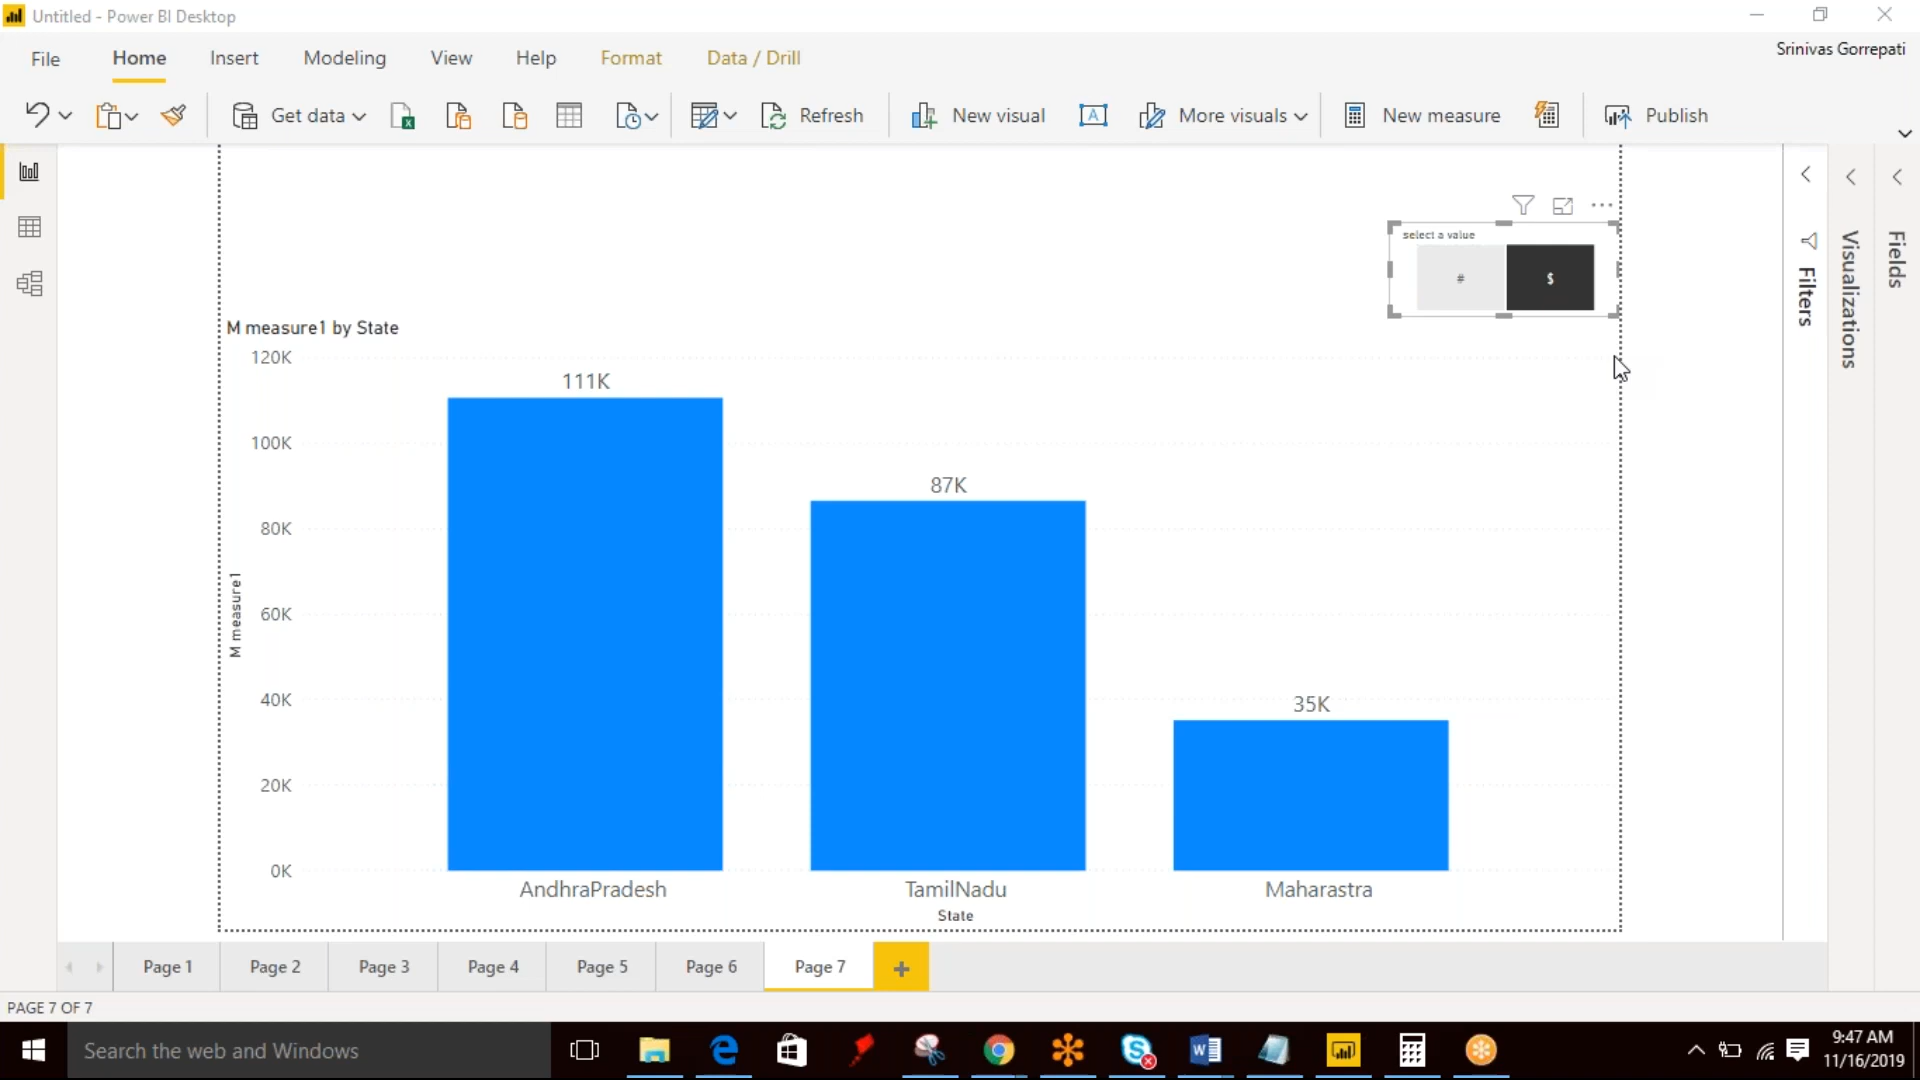 Untitled - Power BI Desktop
Srinivas Gorrepati
File Home Insert Modeling View Help Format Data / Drill
Get data Refresh New visual A More visuals New measure Publish
select a value
# $
Filters
Visualizations
Fields
M measure1 by State
120K
100K
80K
60K
40K
20K
0K
M measure1
111K
87K
35K
AndhraPradesh TamilNadu Maharastra
State
Page 1 Page 2 Page 3 Page 4 Page 5 Page 6 Page 7 +
PAGE 7 OF 7
Search the web and Windows
9:47 AM
11/16/2019